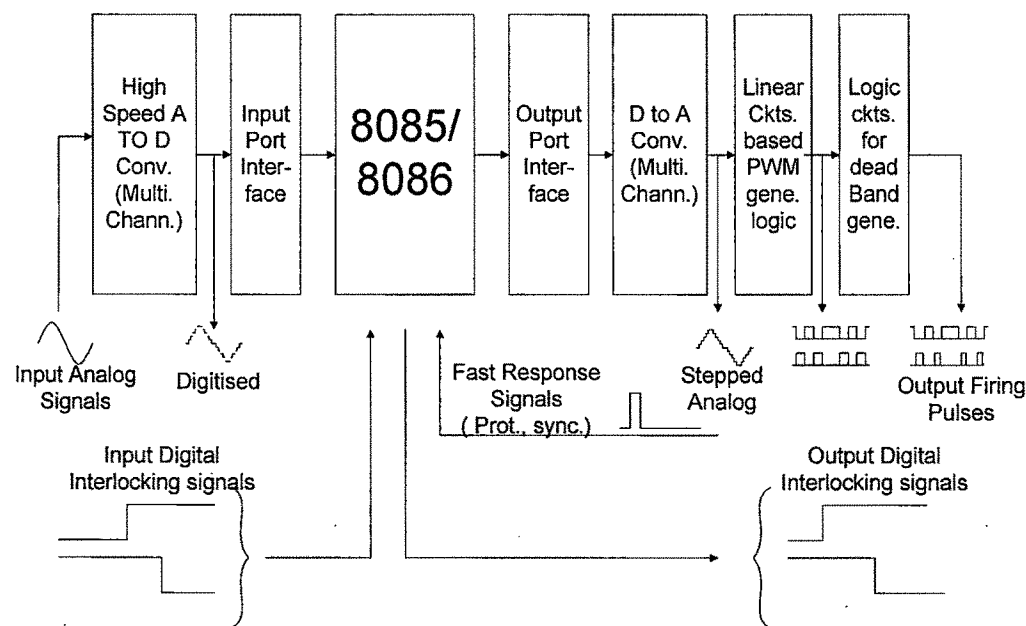 High
Speed A
TO D
Conv.
(Multi.
Chann.)
Input
Port
Inter-
face
8085/
8086
Output
Port
Inter-
face
D to A
Conv.
(Multi.
Chann.)
Linear
Ckts.
based
PWM
gene.
logic
Logic
ckts.
for
dead
Band
gene.
Input Analog
Signals
Digitised
Fast Response
Signals
( Prot., sync.)
Stepped
Analog
Output Firing
Pulses
Input Digital
Interlocking signals
Output Digital
Interlocking signals